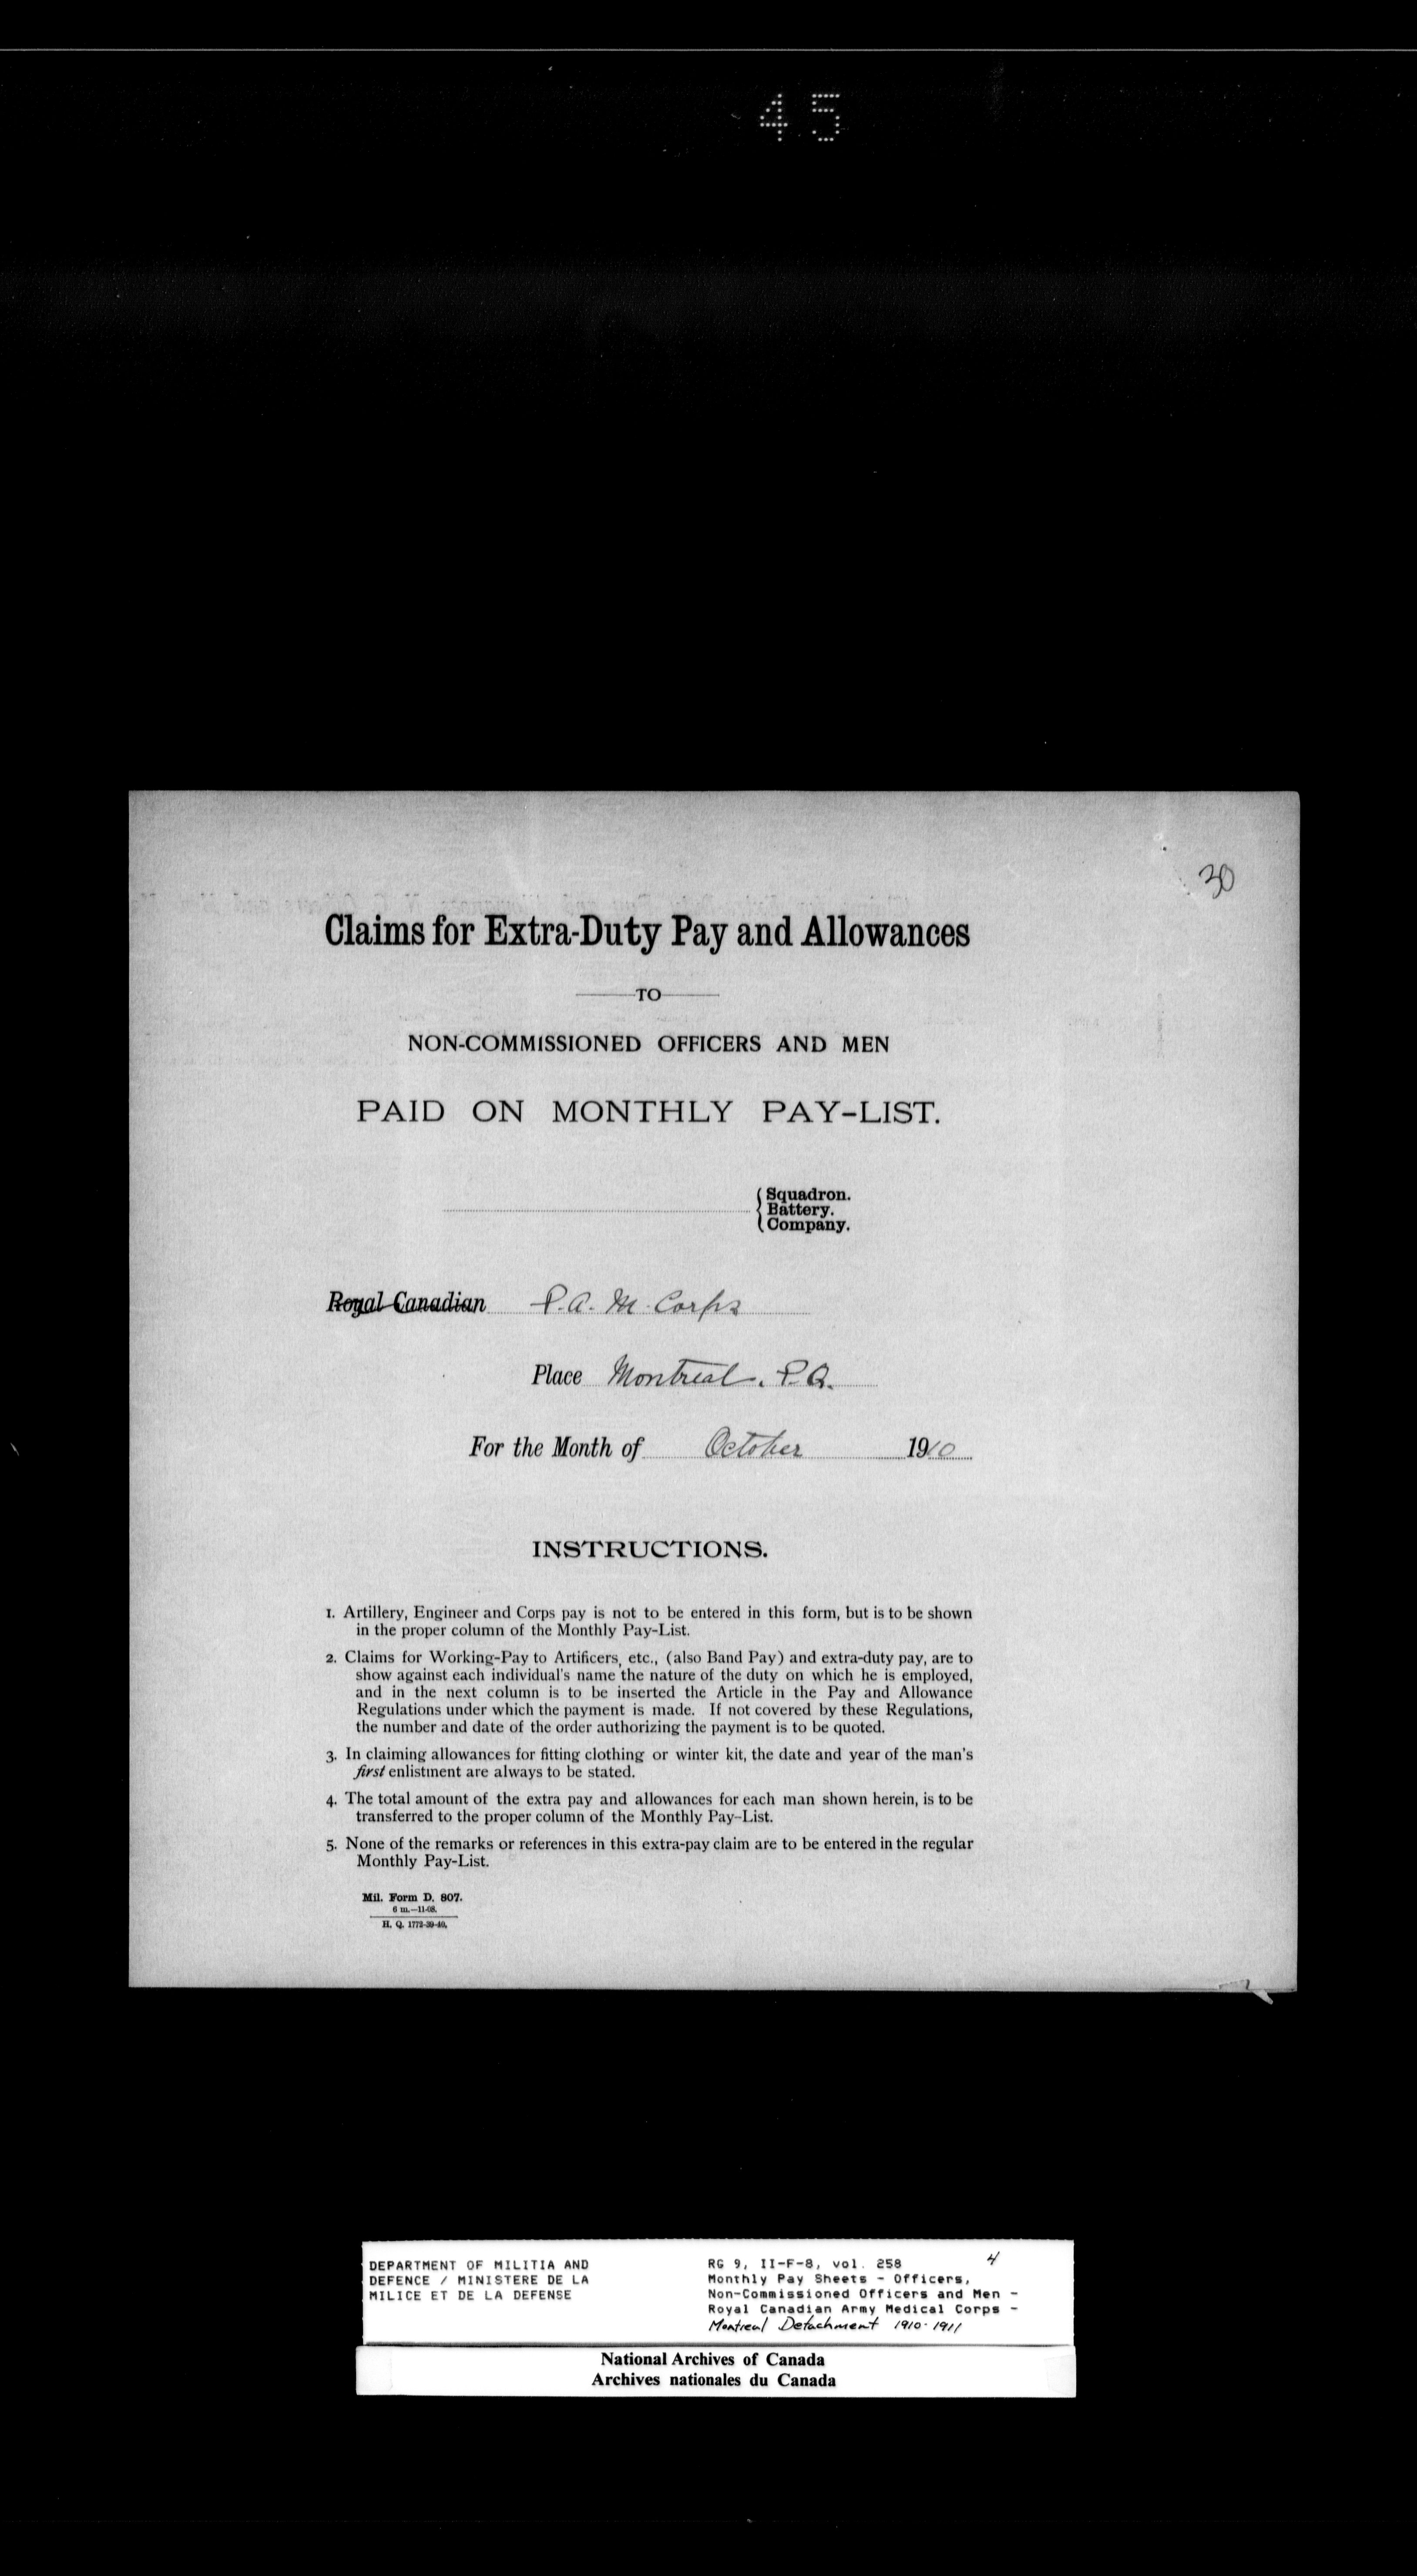 45
30
Claims for Extra-Duty Pay and Allowances
TO
NON-COMMISSIONED OFFICERS AND MEN
PAID ON MONTHLY PAY-LIST.
Squadron.
Battery.
Company.
Royal Canadian P.A.M. Corps
Place Montreal. P.Q.
For the Month of October 1910
INSTRUCTIONS.
1. Artillery, Engineer and Corps pay is not to be entered in this form, but is to be shown
in the proper column of the Monthly Pay-List.
2. Claims for Working-Pay to Artificers, etc., (also Band Pay) and extra-duty pay, are to
show against each individual's name the nature of the duty on which he is employed,
and in the next column is to be inserted the Article in the Pay and Allowance
Regulations under which the payment is made. If not covered by these Regulations,
the number and date of the order authorizing the payment is to be quoted.
3. In claiming allowances for fitting clothing or winter kit, the date and year of the man's
first enlistment are always to be stated.
4. The total amount of the extra pay and allowances for each man shown herein, is to be
transferred to the proper column of the Monthly Pay-List.
5. None of the remarks or references in this extra-pay claim are to be entered in the regular
Monthly Pay-List.
Mil. Form D. 807.
6 m.—11-08.
H. Q. 1772-39-40.
DEPARTMENT OF MILITIA AND
DEFENCE / MINISTERE DE LA
MILICE ET DE LA DEFENSE
RG 9, II-F-8, vol. 258 4
Monthly Pay Sheets - Officers,
Non-Commissioned Officers and Men -
Royal Canadian Army Medical Corps -
Montreal Detachment 1910-1911
National Archives of Canada
Archives nationales du Canada